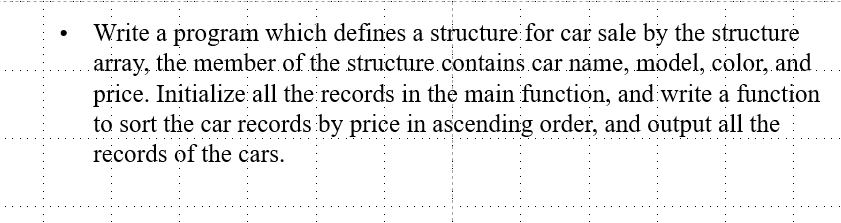 • Write a program which defines a structure for car sale by the structure
array, the member of the structure contains car name, model, color, and
price. Initialize all the records in the main function, and write a function
to sort the car records by price in ascending order, and output all the
records of the cars.